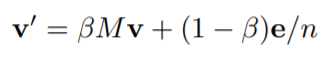 v′ = βMv + (1 − β)e/n